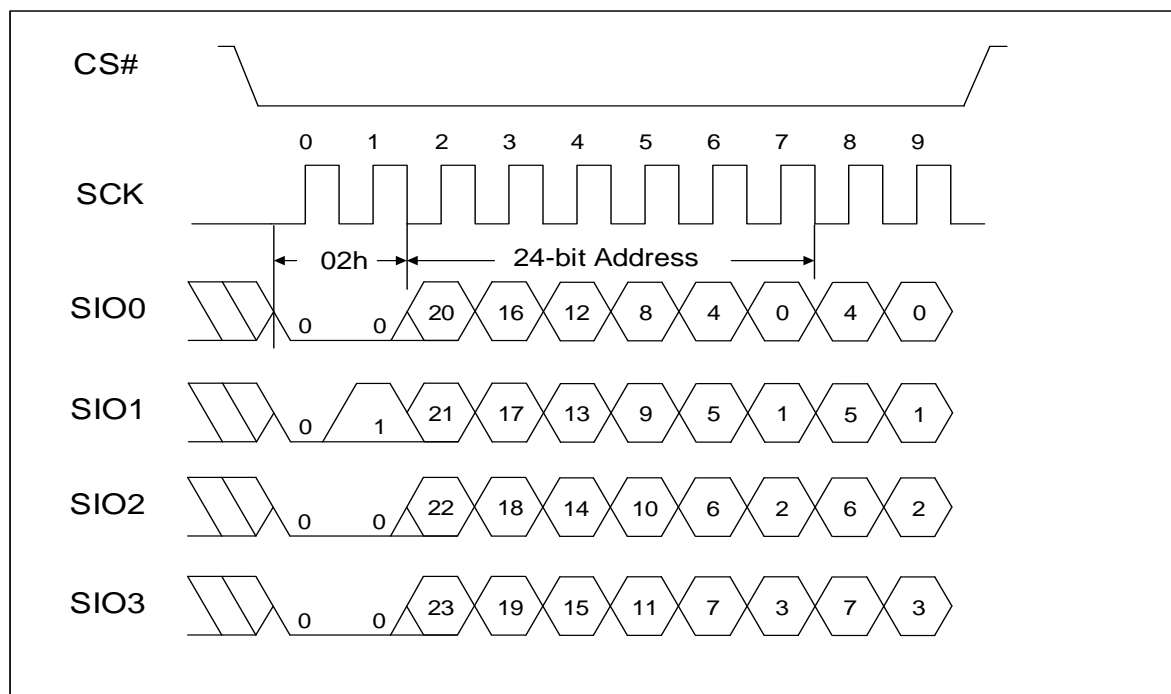 CS#
0 1 2 3 4 5 6 7 8 9
SCK
02h 24-bit Address
SIO0 0 0 20 16 12 8 4 0 4 0
SIO1 0 1 21 17 13 9 5 1 5 1
SIO2 0 0 22 18 14 10 6 2 6 2
SIO3 0 0 23 19 15 11 7 3 7 3